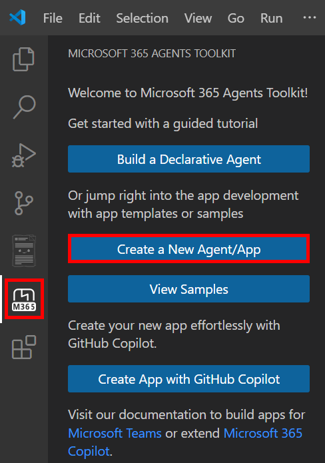 File Edit Selection View Go Run ···
MICROSOFT 365 AGENTS TOOLKIT
Welcome to Microsoft 365 Agents Toolkit!
Get started with a guided tutorial
Build a Declarative Agent
Or jump right into the app development
with app templates or samples
Create a New Agent/App
M365
View Samples
Create your new app effortlessly with
GitHub Copilot.
Create App with GitHub Copilot
Visit our documentation to build apps for
Microsoft Teams or extend Microsoft 365
Copilot.